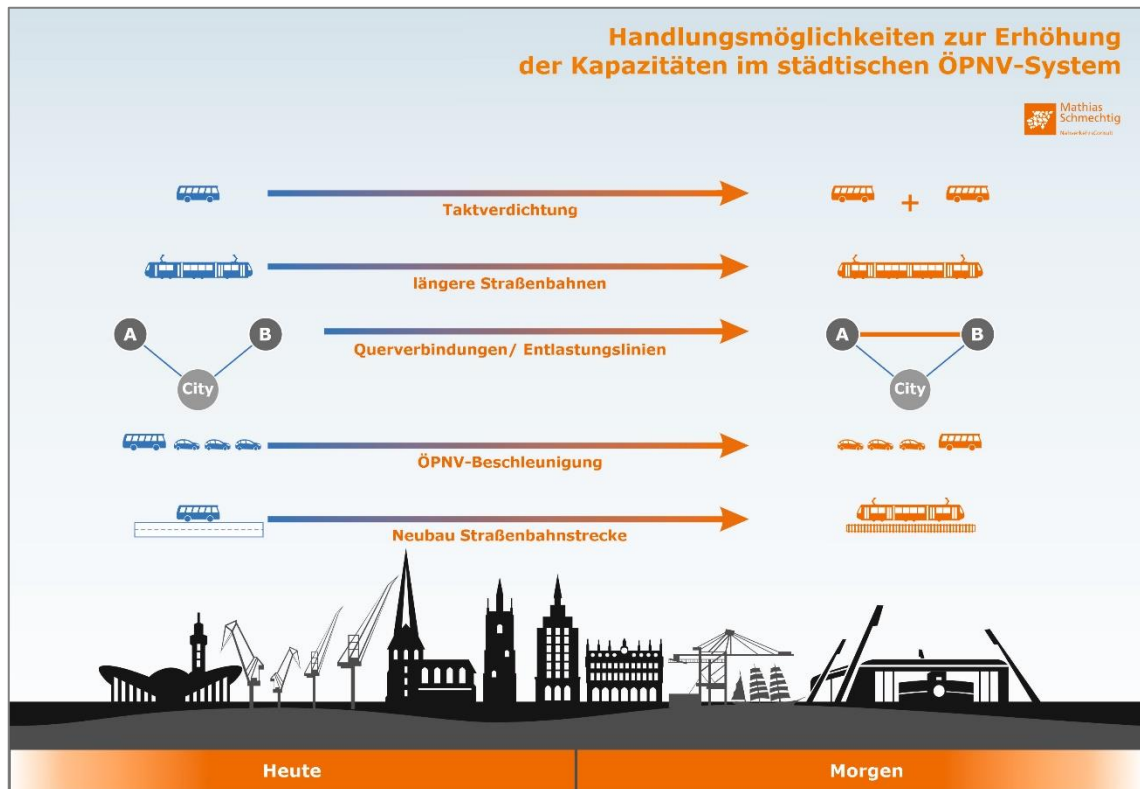 Handlungsmöglichkeiten zur Erhöhung
der Kapazitäten im städtischen ÖPNV-System
Mathias
Schmechtig
NahverkehrsConsult
Taktverdichtung
+
längere Straßenbahnen
A
B
City
Querverbindungen/ Entlastungslinien
A
B
City
ÖPNV-Beschleunigung
Neubau Straßenbahnstrecke
Heute
Morgen